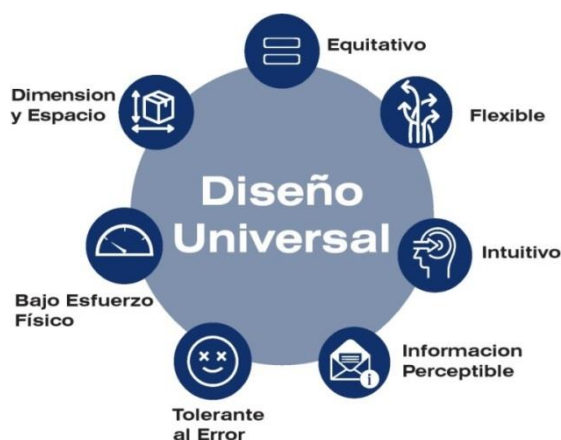 Equitativo
Flexible
Intuitivo
Informacion
Perceptible
Tolerante
al Error
Bajo Esfuerzo
Físico
Dimension
y Espacio
Diseño
Universal